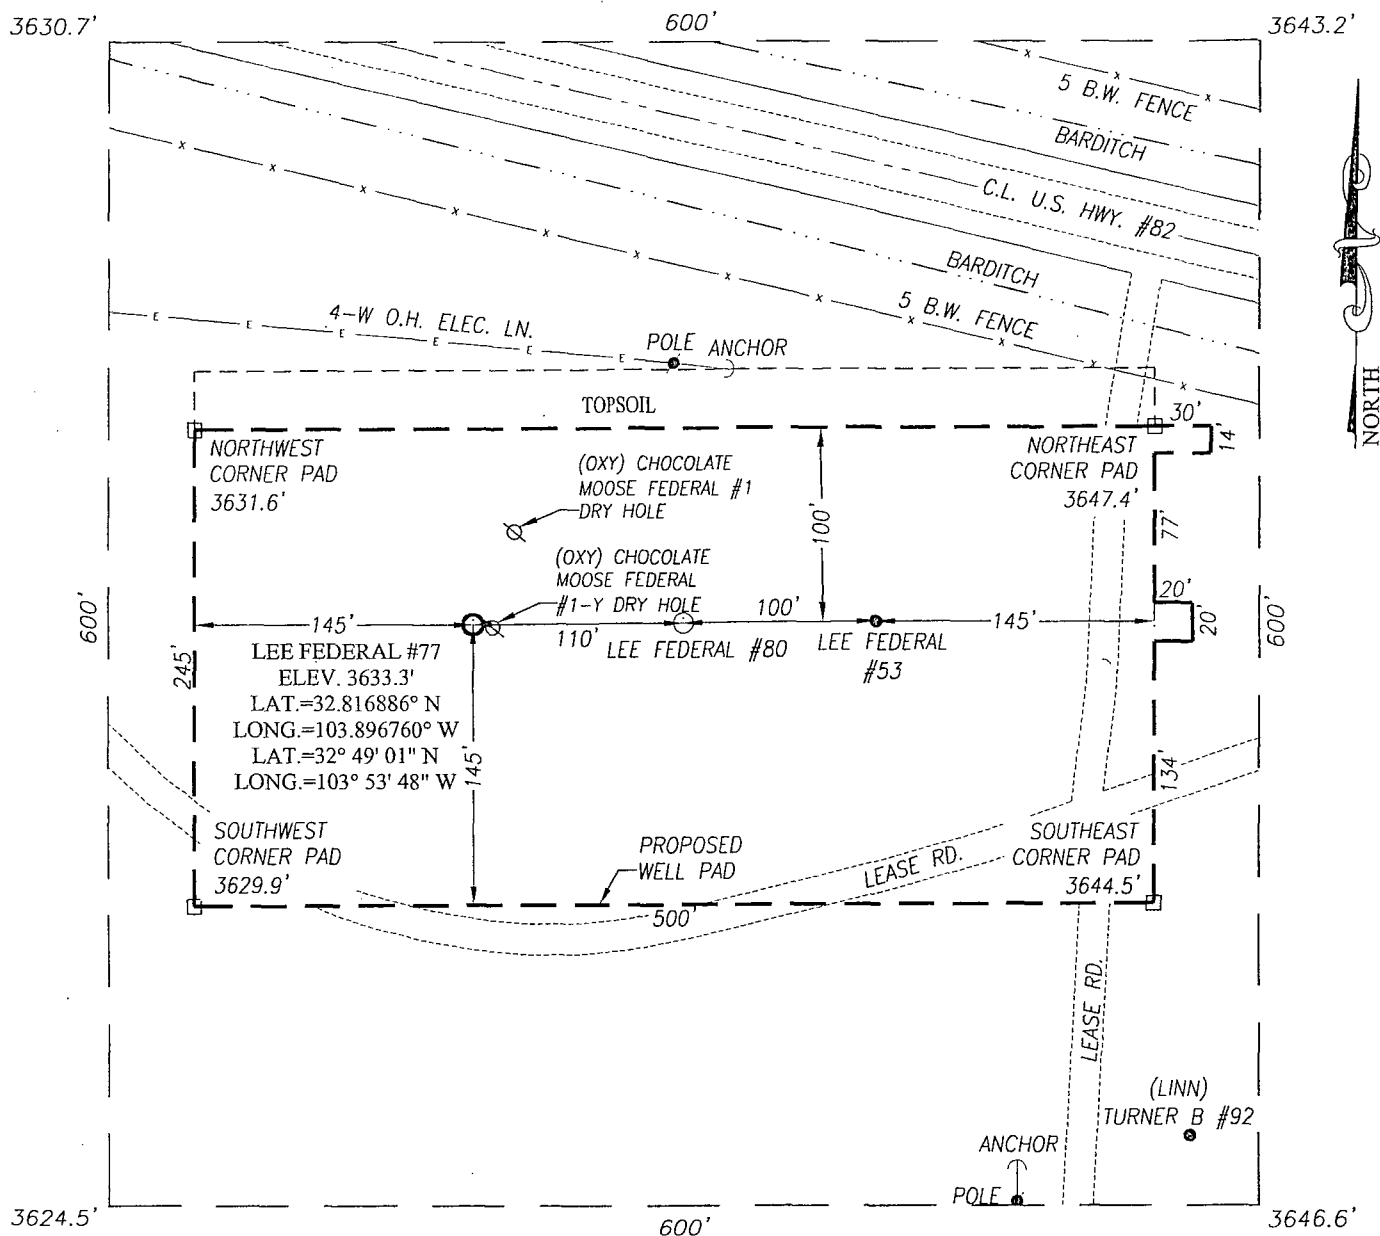 3630.7'
600'
3643.2'
5 B.W. FENCE
BARDITCH
C.L. U.S. HWY. #82
BARDITCH
5 B.W. FENCE
4-W O.H. ELEC. LN.
POLE ANCHOR
NORTH
TOPSOIL
30'
14'
NORTHWEST
CORNER PAD
3631.6'
(OXY) CHOCOLATE
MOOSE FEDERAL #1
DRY HOLE
NORTHEAST
CORNER PAD
3647.4'
100'
77'
(OXY) CHOCOLATE
MOOSE FEDERAL
#1-Y DRY HOLE
600'
145'
110'
100'
145'
20'
20'
600'
LEE FEDERAL #80
LEE FEDERAL
#53
245'
LEE FEDERAL #77
ELEV. 3633.3'
LAT.=32.816886° N
LONG.=103.896760° W
LAT.=32° 49' 01" N
LONG.=103° 53' 48" W
145'
134'
SOUTHWEST
CORNER PAD
3629.9'
PROPOSED
WELL PAD
LEASE RD.
SOUTHEAST
CORNER PAD
3644.5'
500'
LEASE RD.
(LINN)
TURNER B #92
ANCHOR
POLE
3624.5'
600'
3646.6'